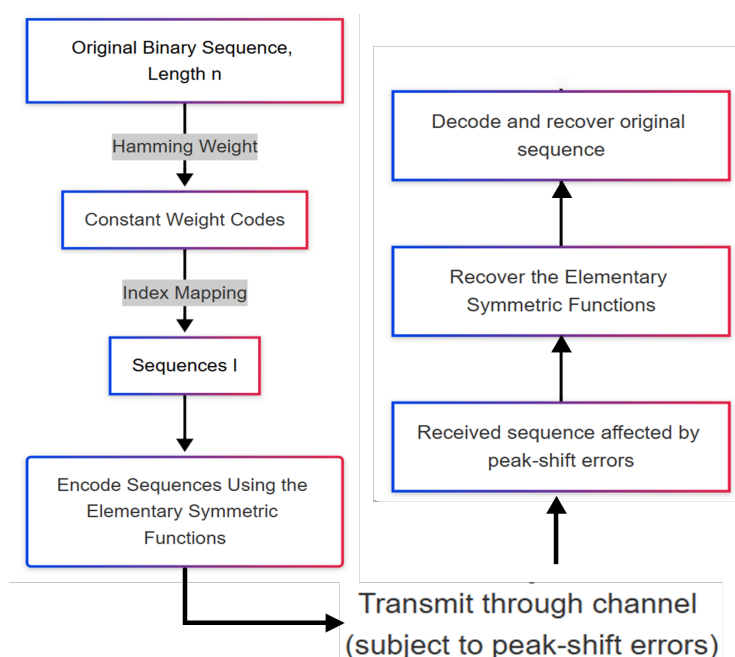 Original Binary Sequence,
Length n
Hamming Weight
Constant Weight Codes
Index Mapping
Sequences I
Encode Sequences Using the
Elementary Symmetric
Functions
Transmit through channel
(subject to peak-shift errors)
Received sequence affected by
peak-shift errors
Recover the Elementary
Symmetric Functions
Decode and recover original
sequence